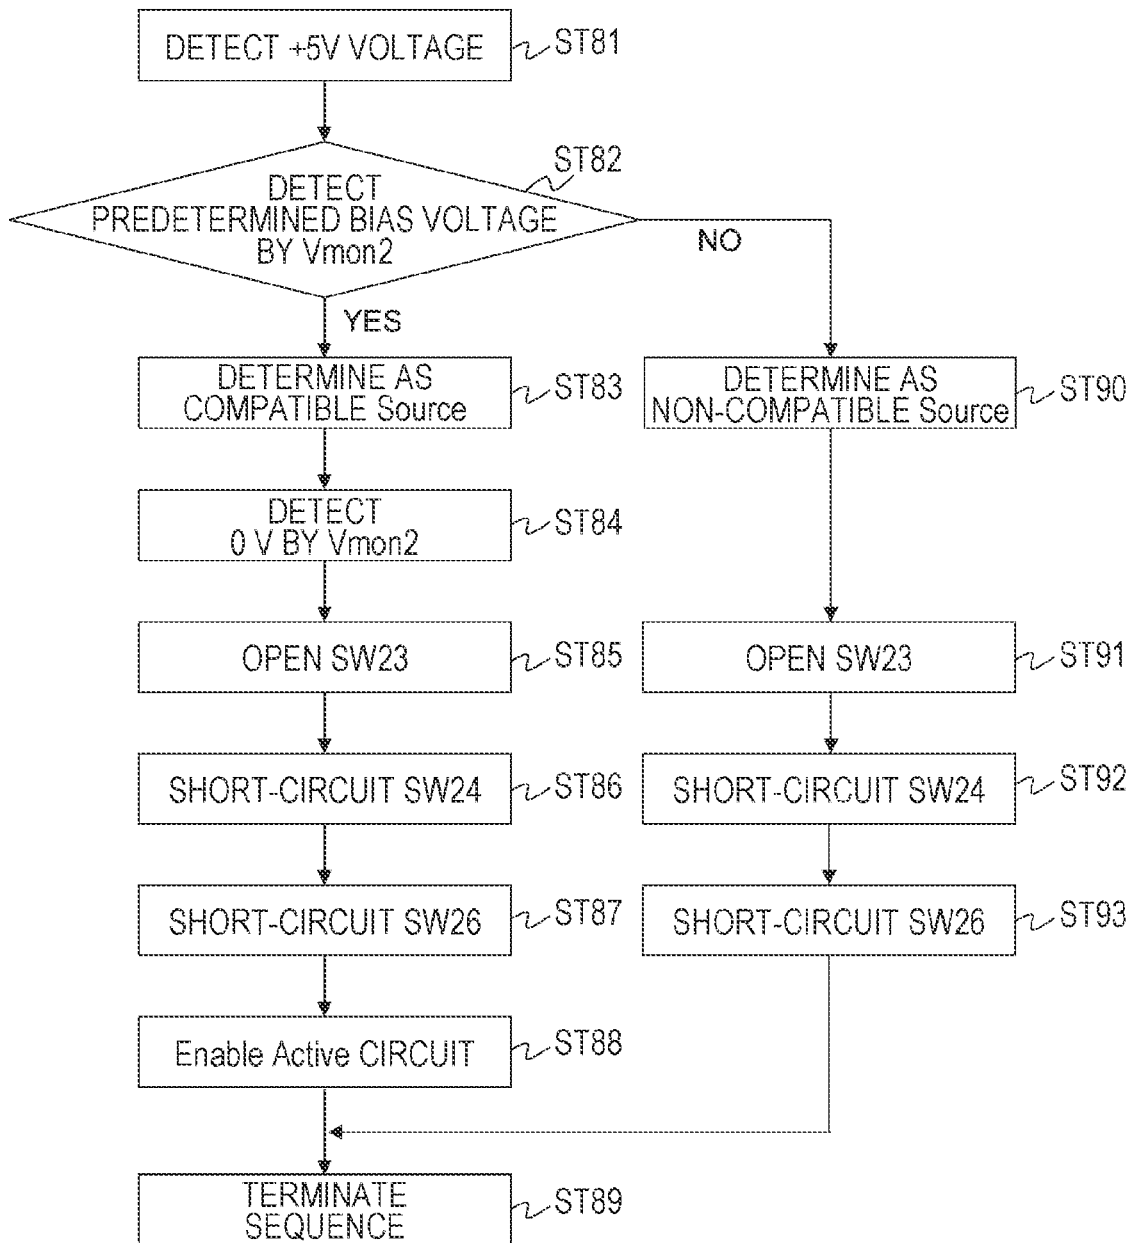 DETECT +5V VOLTAGE
ST81
DETECT
PREDETERMINED BIAS VOLTAGE
BY Vmon2
ST82
NO
YES
DETERMINE AS
COMPATIBLE Source
ST83
DETERMINE AS
NON-COMPATIBLE Source
ST90
DETECT
0 V BY Vmon2
ST84
OPEN SW23
ST85
OPEN SW23
ST91
SHORT-CIRCUIT SW24
ST86
SHORT-CIRCUIT SW24
ST92
SHORT-CIRCUIT SW26
ST87
SHORT-CIRCUIT SW26
ST93
Enable Active CIRCUIT
ST88
TERMINATE
SEQUENCE
ST89